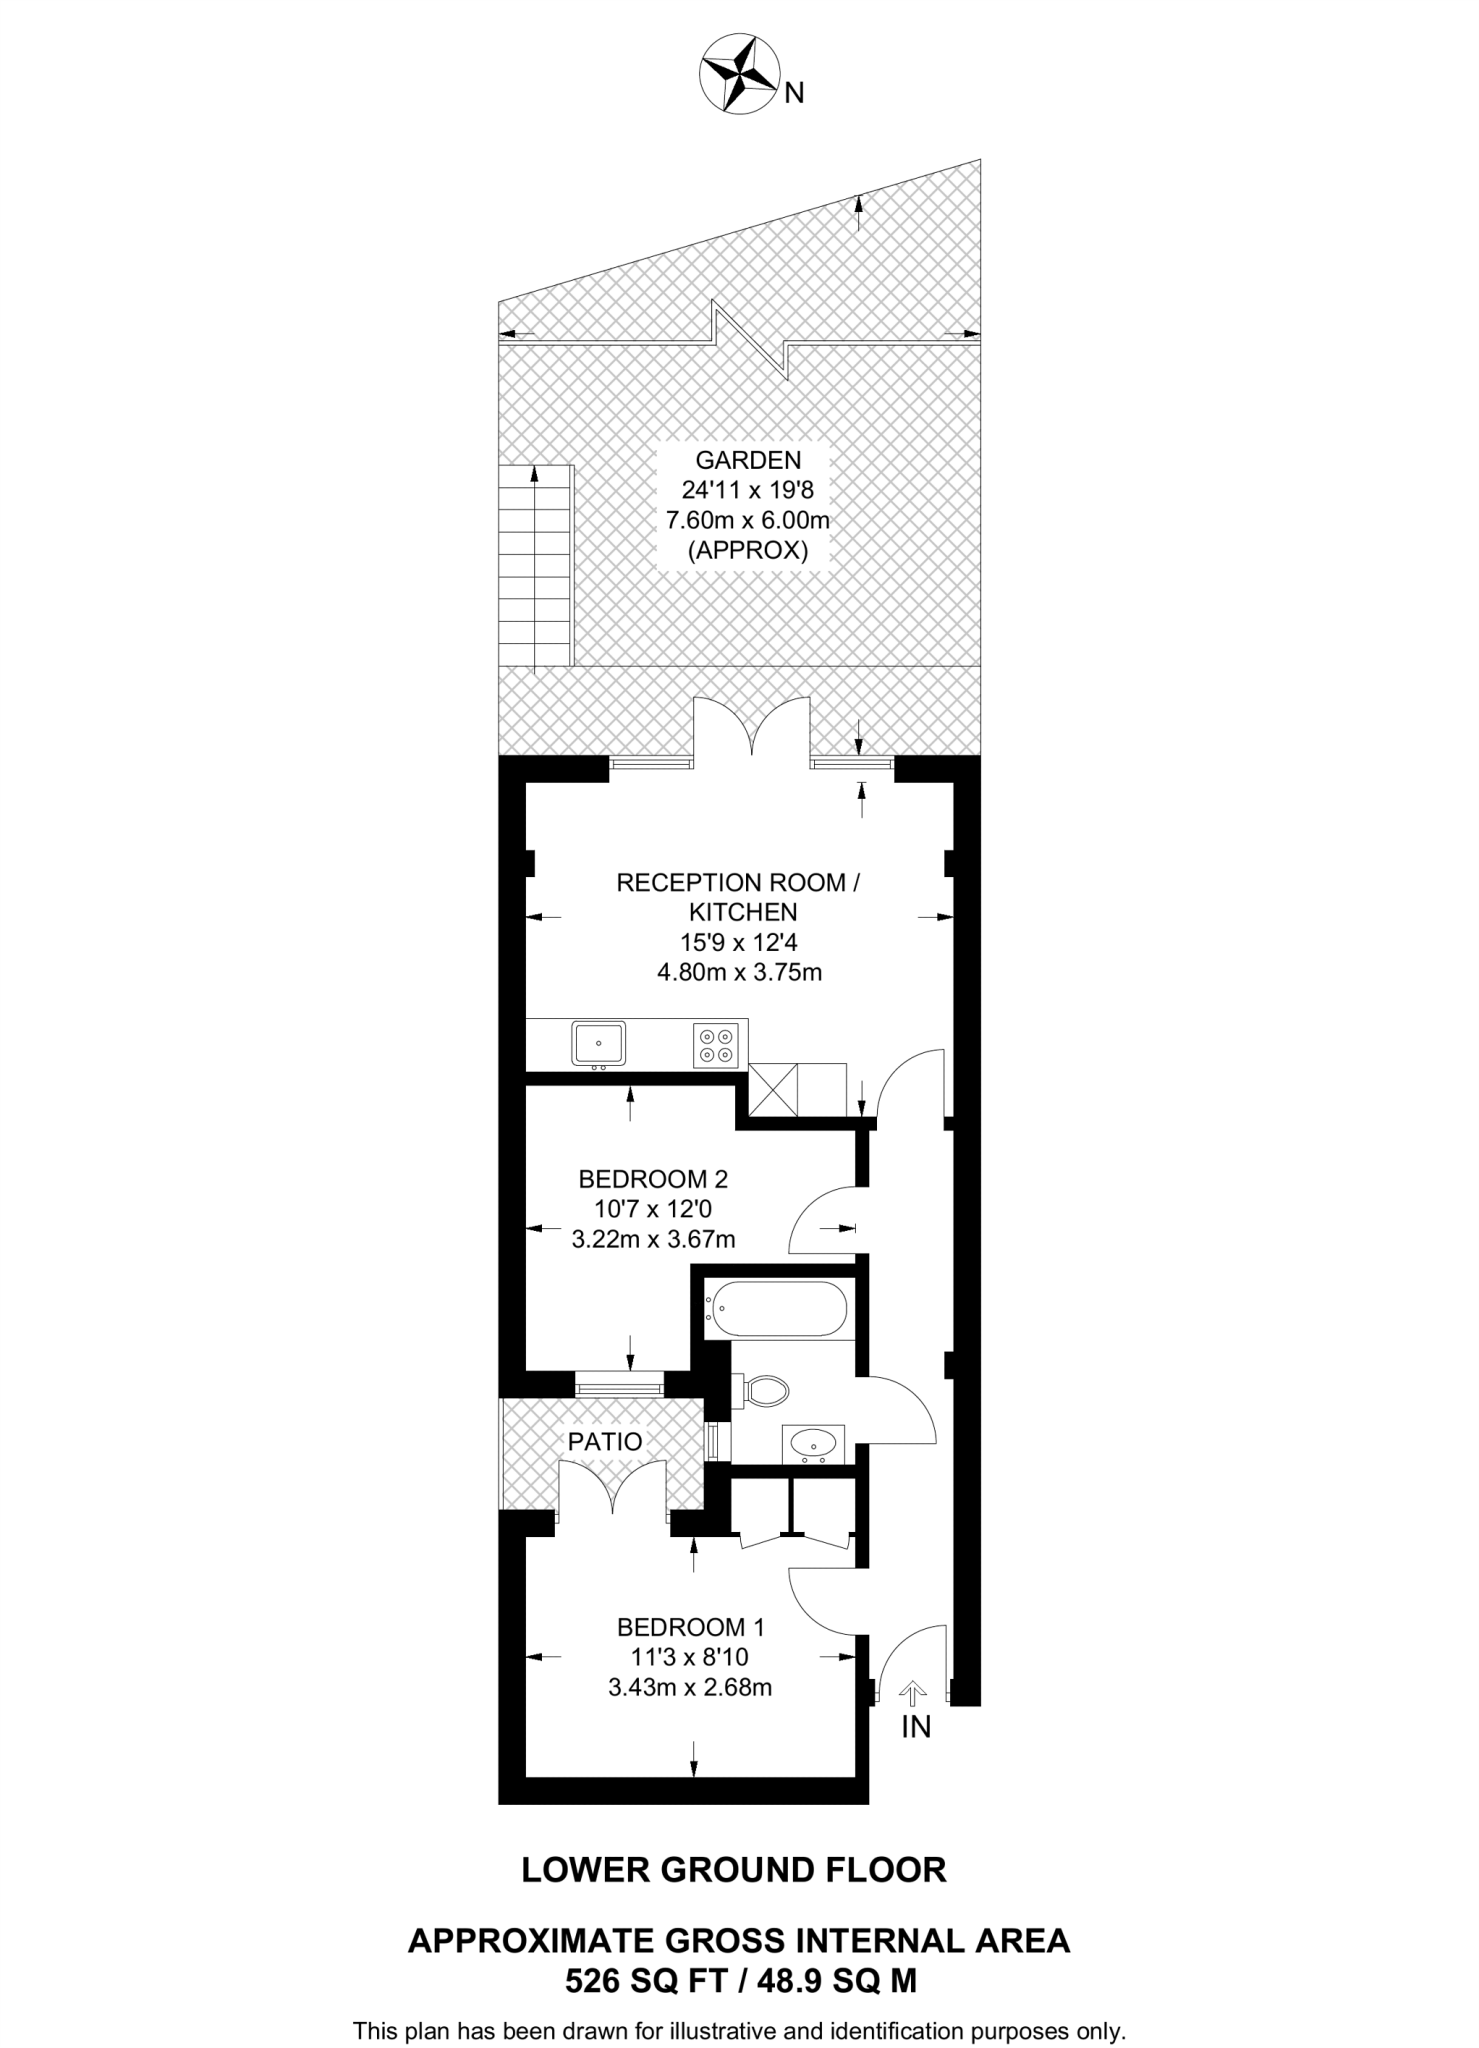 N
GARDEN
24'11 x 19'8
7.60m x 6.00m
(APPROX)
RECEPTION ROOM /
KITCHEN
15'9 x 12'4
4.80m x 3.75m
BEDROOM 2
10'7 x 12'0
3.22m x 3.67m
PATIO
BEDROOM 1
11'3 x 8'10
3.43m x 2.68m
IN
LOWER GROUND FLOOR
APPROXIMATE GROSS INTERNAL AREA
526 SQ FT / 48.9 SQ M
This plan has been drawn for illustrative and identification purposes only.